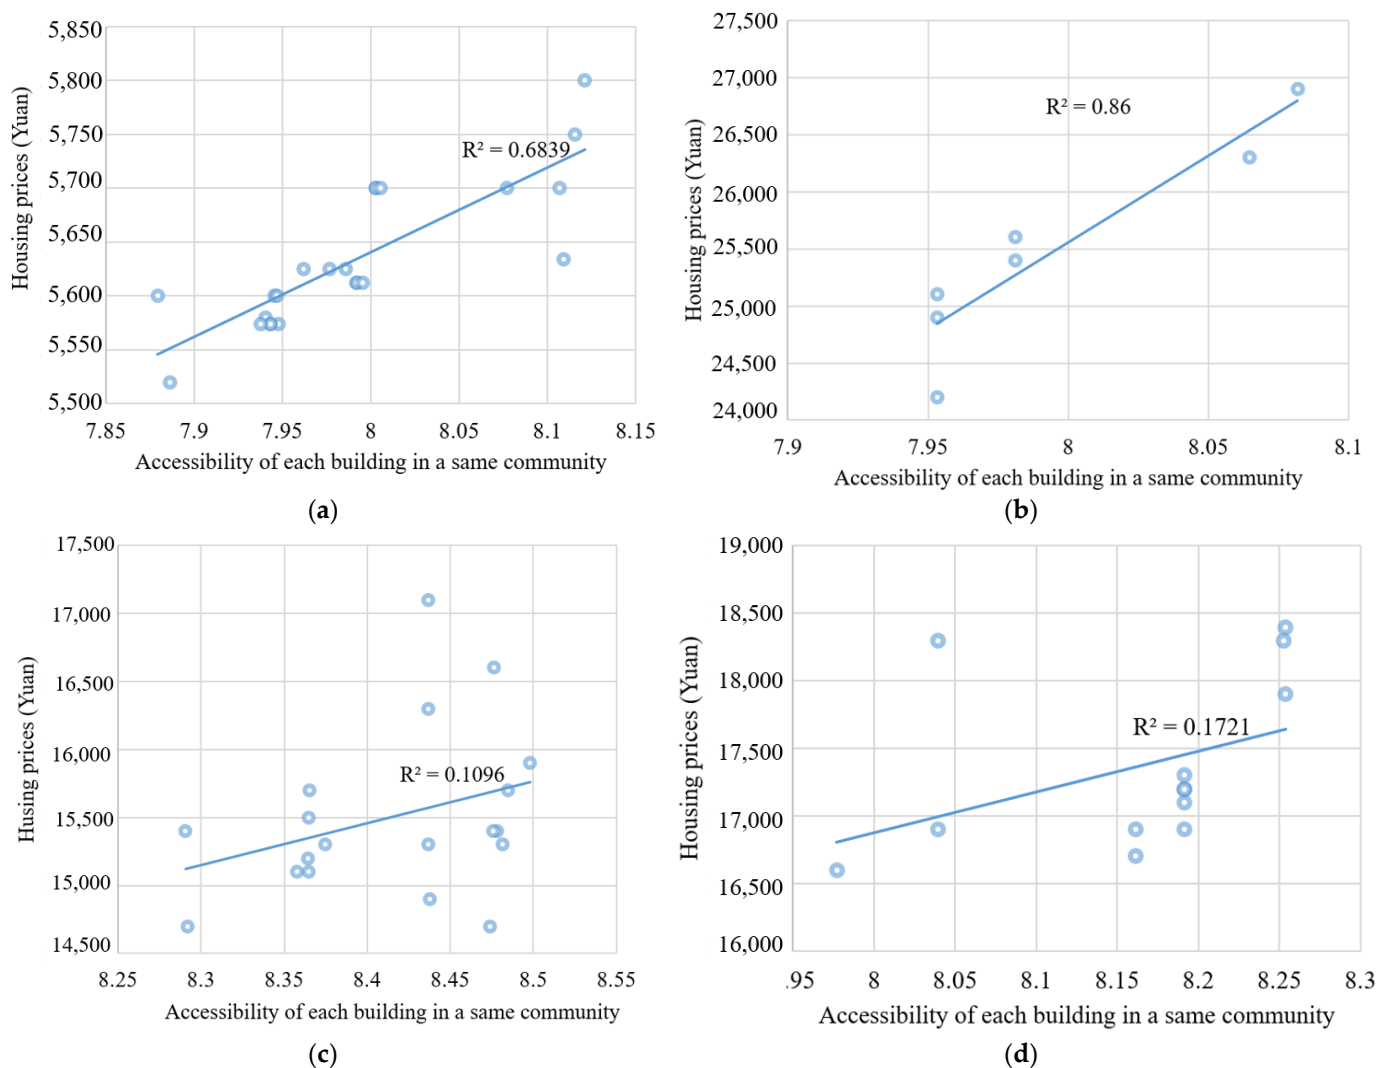 5,850
5,800
5,750
5,700
5,650
5,600
5,550
5,500
Housing prices (Yuan)
R² = 0.6839
7.85 7.9 7.95 8 8.05 8.1 8.15
Accessibility of each building in a same community
(a)
27,500
27,000
26,500
26,000
25,500
25,000
24,500
24,000
Housing prices (Yuan)
R² = 0.86
7.9 7.95 8 8.05 8.1
Accessibility of each building in a same community
(b)
17,500
17,000
16,500
16,000
15,500
15,000
14,500
Husing prices (Yuan)
R² = 0.1096
8.25 8.3 8.35 8.4 8.45 8.5 8.55
Accessibility of each building in a same community
(c)
19,000
18,500
18,000
17,500
17,000
16,500
16,000
Housing prices (Yuan)
R² = 0.1721
.95 8 8.05 8.1 8.15 8.2 8.25 8.3
Accessibility of each building in a same community
(d)